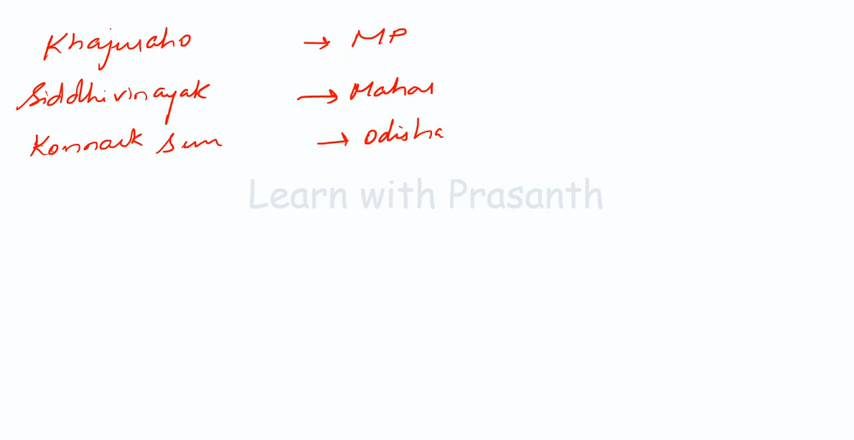 Khajuraho → MP
Siddhivinayak → Mahar
Konnark Sun → Odisha
Learn with Prasanth